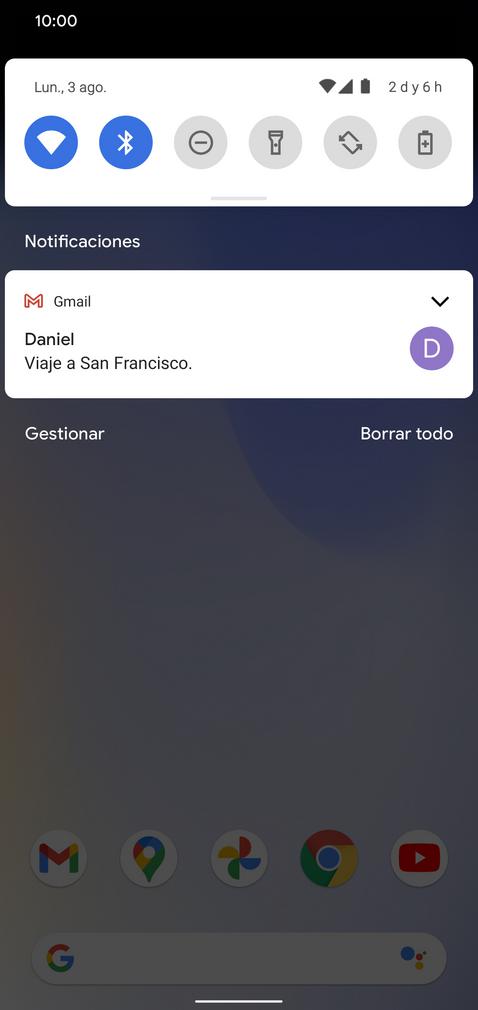 10:00
Lun., 3 ago.
2 d y 6 h
Notificaciones
Gmail
Daniel
Viaje a San Francisco.
D
Gestionar
Borrar todo